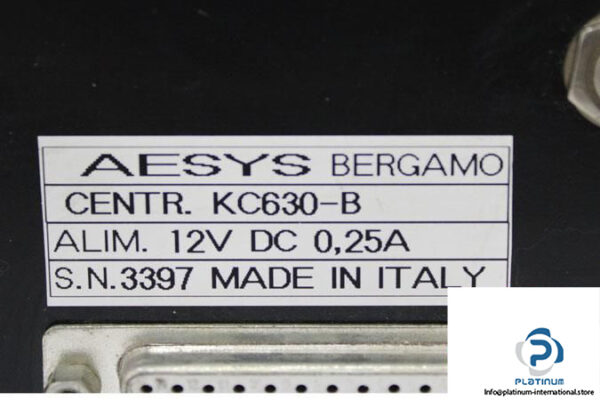 AESYS BERGAMO
CENTR. KC630-B
ALIM. 12V DC 0,25A
S.N.3397 MADE IN ITALY
PLATINUM
Info@platinum-international.store